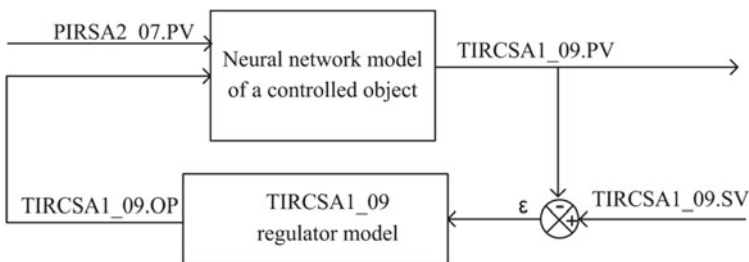 PIRSA2_07.PV
Neural network model
of a controlled object
TIRCSA1_09.PV
TIRCSA1_09.OP
TIRCSA1_09
regulator model
ε
-
+
TIRCSA1_09.SV